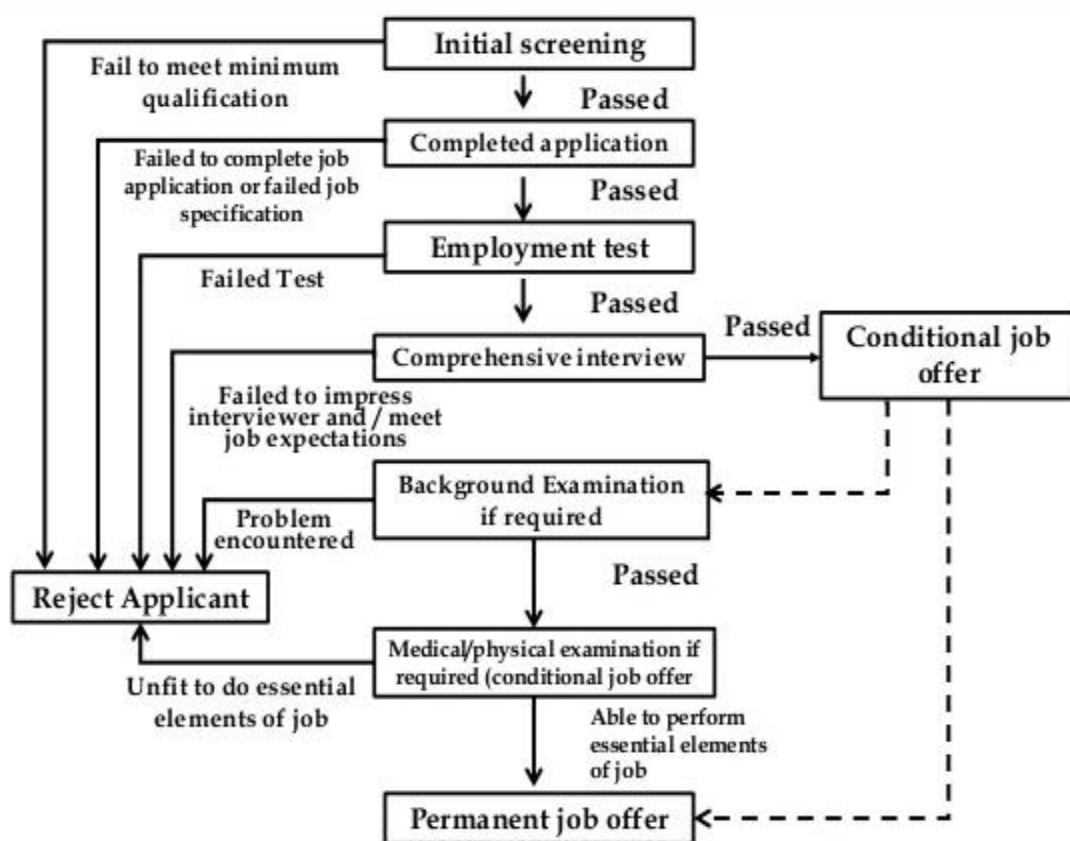 Initial screening
Fail to meet minimum
qualification
Passed
Completed application
Failed to complete job
application or failed job
specification
Passed
Employment test
Failed Test
Passed
Comprehensive interview
Passed
Conditional job
offer
Failed to impress
interviewer and / meet
job expectations
Background Examination
if required
Problem
encountered
Passed
Reject Applicant
Medical/physical examination if
required (conditional job offer
Unfit to do essential
elements of job
Able to perform
essential elements
of job
Permanent job offer